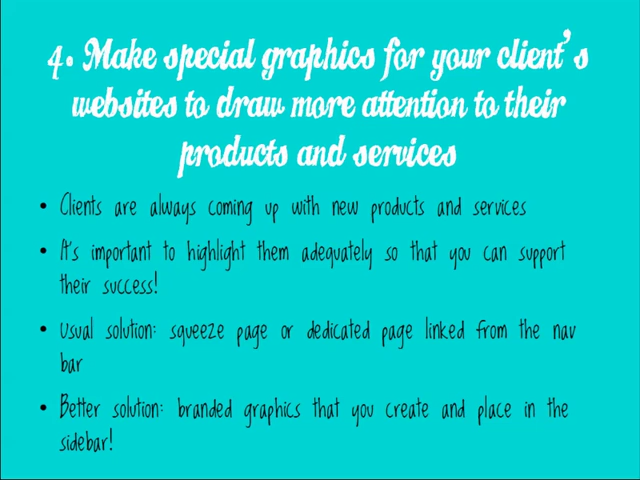 4. Make special graphics for your client's
websites to draw more attention to their
products and services
• Clients are always coming up with new products and services
• It's important to highlight them adequately so that you can support
their success!
• Usual solution: squeeze page or dedicated page linked from the nav
bar
• Better solution: branded graphics that you create and place in the
sidebar!